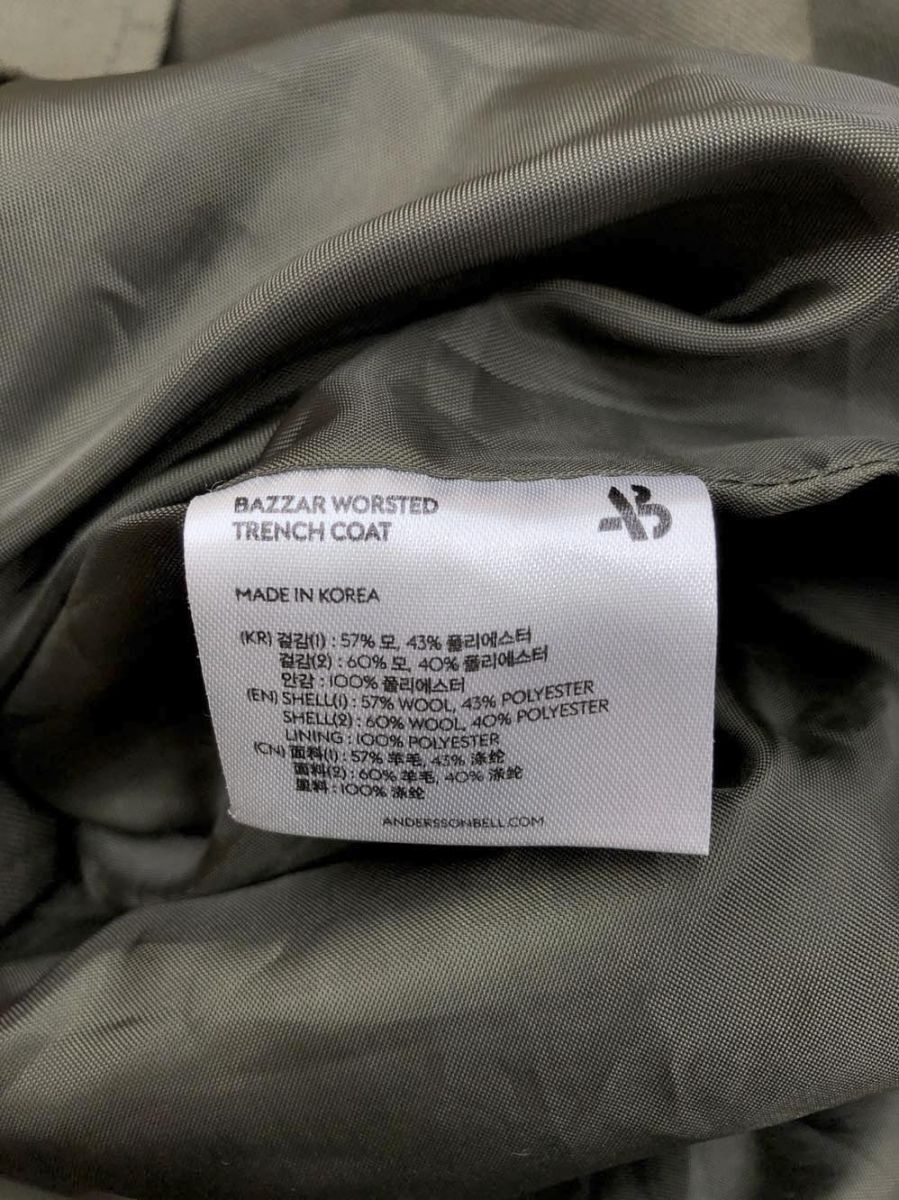 BAZZAR WORSTED
TRENCH COAT
AB
MADE IN KOREA
(KR) 겉감(1) : 57% 모, 43% 폴리에스터
겉감(2) : 60% 모, 40% 폴리에스터
안감 : 100% 폴리에스터
(EN) SHELL(1) : 57% WOOL, 43% POLYESTER
SHELL(2) : 60% WOOL, 40% POLYESTER
LINING : 100% POLYESTER
(CN) 面料(1) : 57% 羊毛, 43% 涤纶
面料(2) : 60% 羊毛, 40% 涤纶
里料 : 100% 涤纶
ANDERSSONBELL.COM